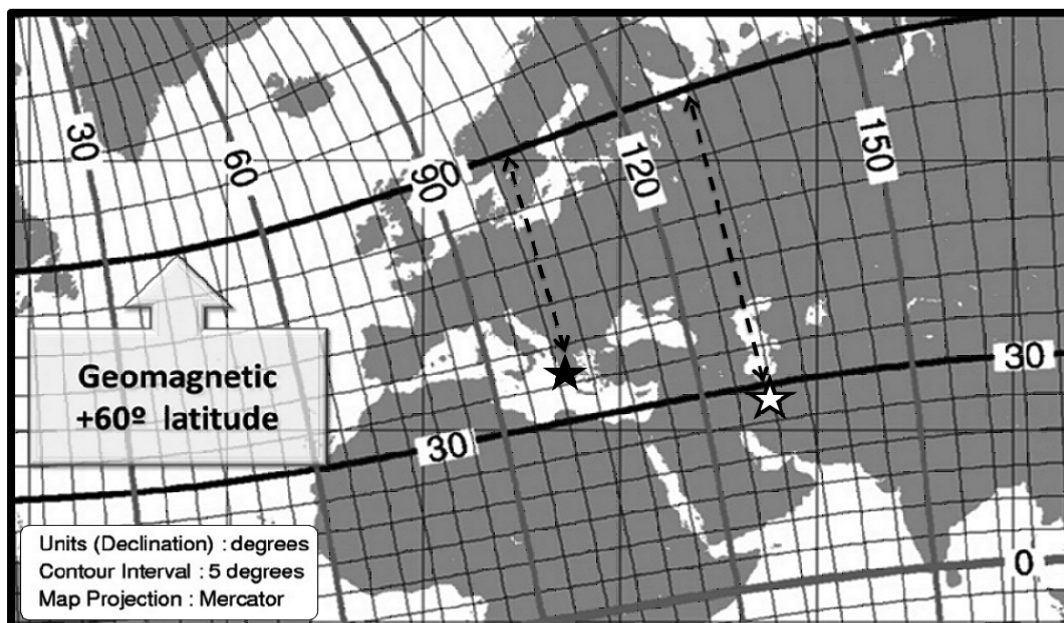 30
60
90
120
150
Geomagnetic
+60º latitude
30
30
0
Units (Declination) : degrees
Contour Interval : 5 degrees
Map Projection : Mercator